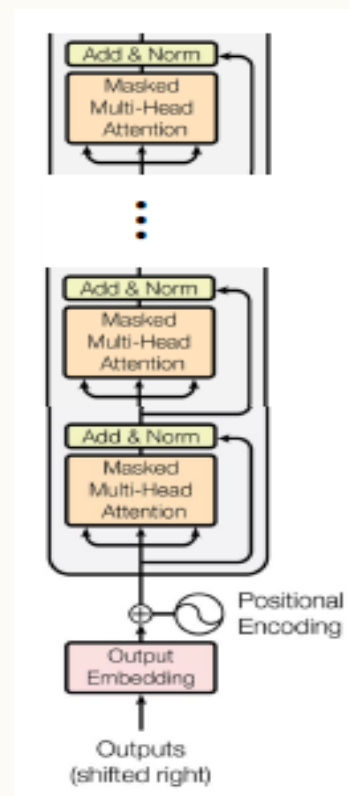 Add & Norm
Masked
Multi-Head
Attention
Add & Norm
Masked
Multi-Head
Attention
Add & Norm
Masked
Multi-Head
Attention
Positional
Encoding
Output
Embedding
Outputs
(shifted right)